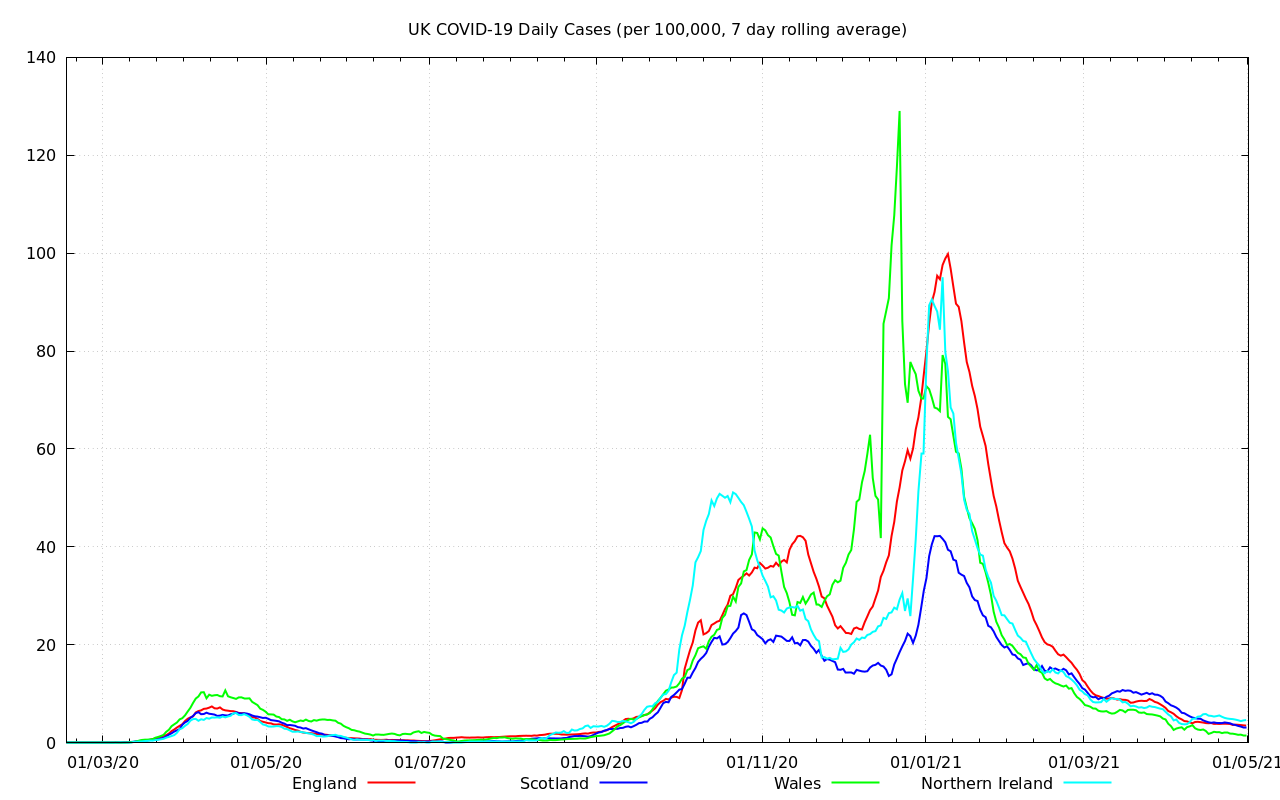 UK COVID-19 Daily Cases (per 100,000, 7 day rolling average)
140
120
100
80
60
40
20
0
01/03/20 01/05/20 01/07/20 01/09/20 01/11/20 01/01/21 01/03/21 01/05/21
England Scotland Wales Northern Ireland